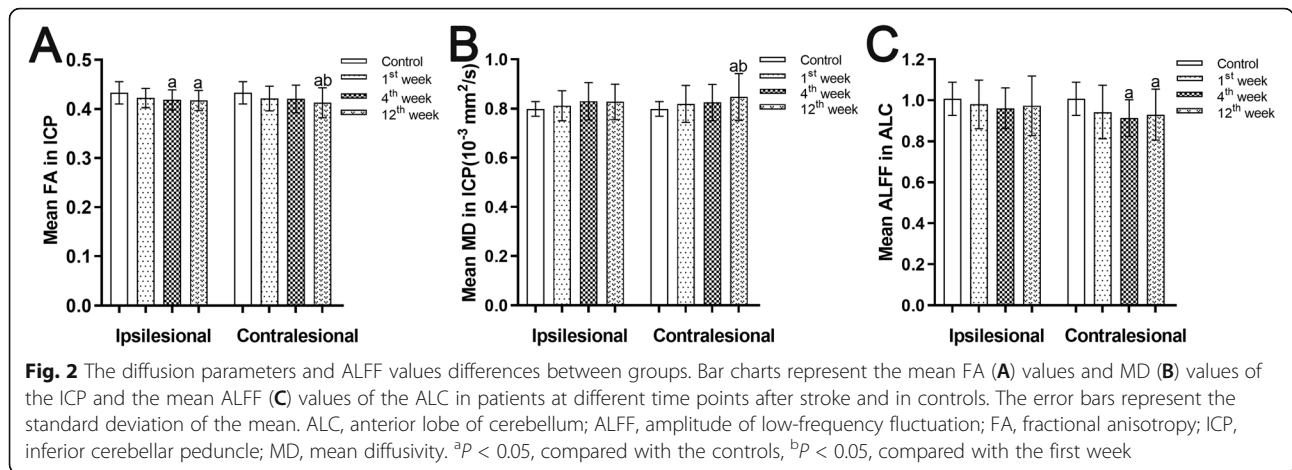 A
Mean FA in ICP
0.5
0.4
0.3
0.2
0.1
0.0
a a ab
Ipsilesional Contralesional
Control
1st week
4th week
12th week
B
Mean MD in ICP(10-3 mm2/s)
1.0
0.8
0.6
0.4
0.2
0.0
ab
Ipsilesional Contralesional
Control
1st week
4th week
12th week
C
Mean ALFF in ALC
1.2
1.0
0.8
0.6
0.4
0.2
0.0
a a
Ipsilesional Contralesional
Control
1st week
4th week
12th week
Fig. 2 The diffusion parameters and ALFF values differences between groups. Bar charts represent the mean FA (A) values and MD (B) values of
the ICP and the mean ALFF (C) values of the ALC in patients at different time points after stroke and in controls. The error bars represent the
standard deviation of the mean. ALC, anterior lobe of cerebellum; ALFF, amplitude of low-frequency fluctuation; FA, fractional anisotropy; ICP,
inferior cerebellar peduncle; MD, mean diffusivity. aP < 0.05, compared with the controls, bP < 0.05, compared with the first week